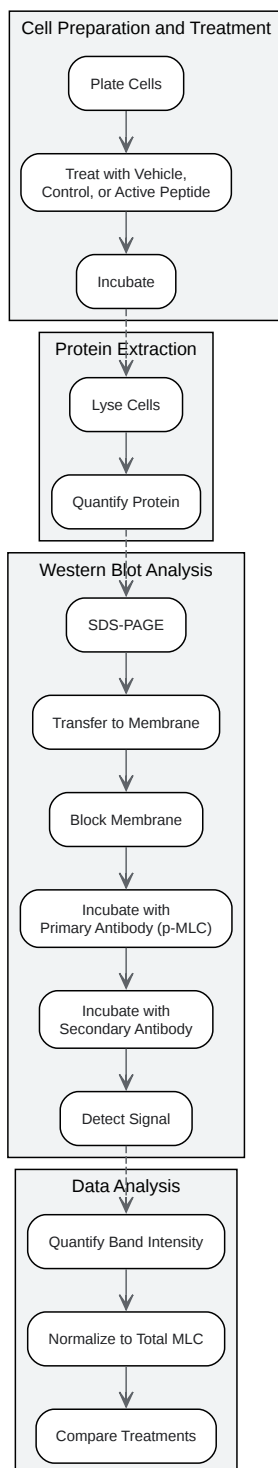 Cell Preparation and Treatment
Plate Cells
Treat with Vehicle,
Control, or Active Peptide
Incubate
Protein Extraction
Lyse Cells
Quantify Protein
Western Blot Analysis
SDS-PAGE
Transfer to Membrane
Block Membrane
Incubate with
Primary Antibody (p-MLC)
Incubate with
Secondary Antibody
Detect Signal
Data Analysis
Quantify Band Intensity
Normalize to Total MLC
Compare Treatments